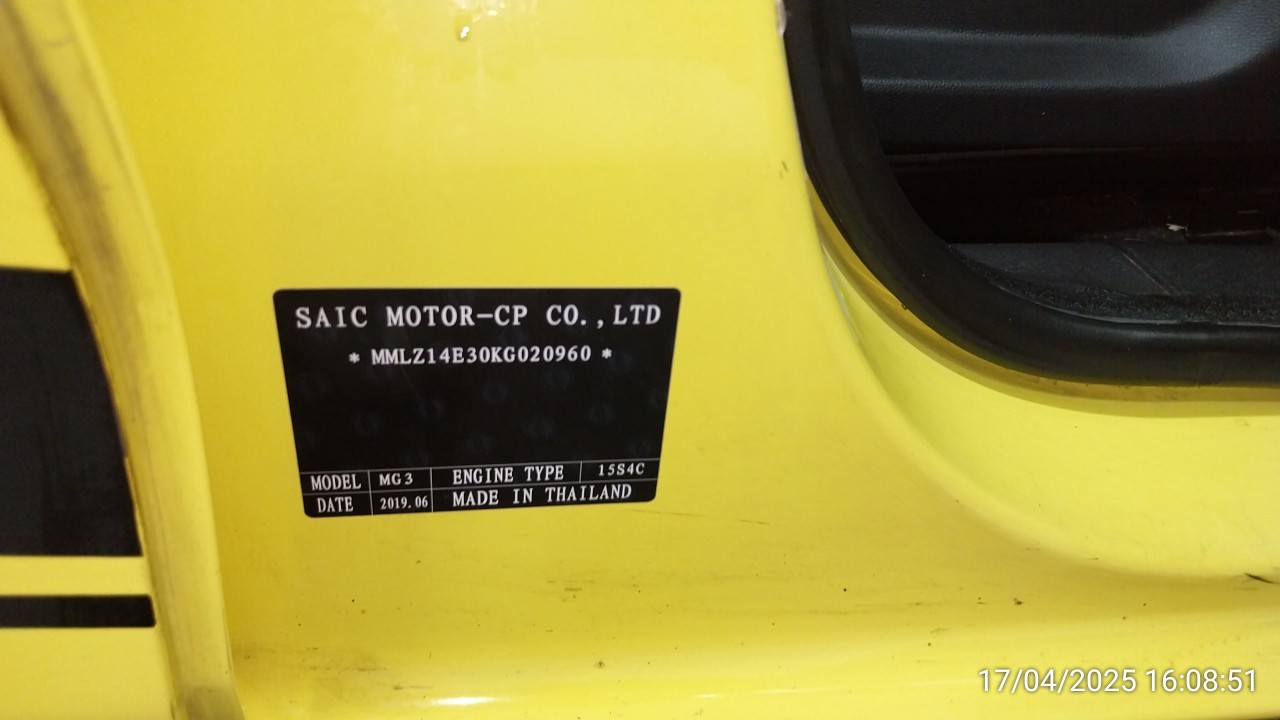 SAIC MOTOR-CP CO.,LTD
* MMLZ14E30KG020960 *
MODEL MG3 ENGINE TYPE 15S4C
DATE 2019.06 MADE IN THAILAND
17/04/2025 16:08:51